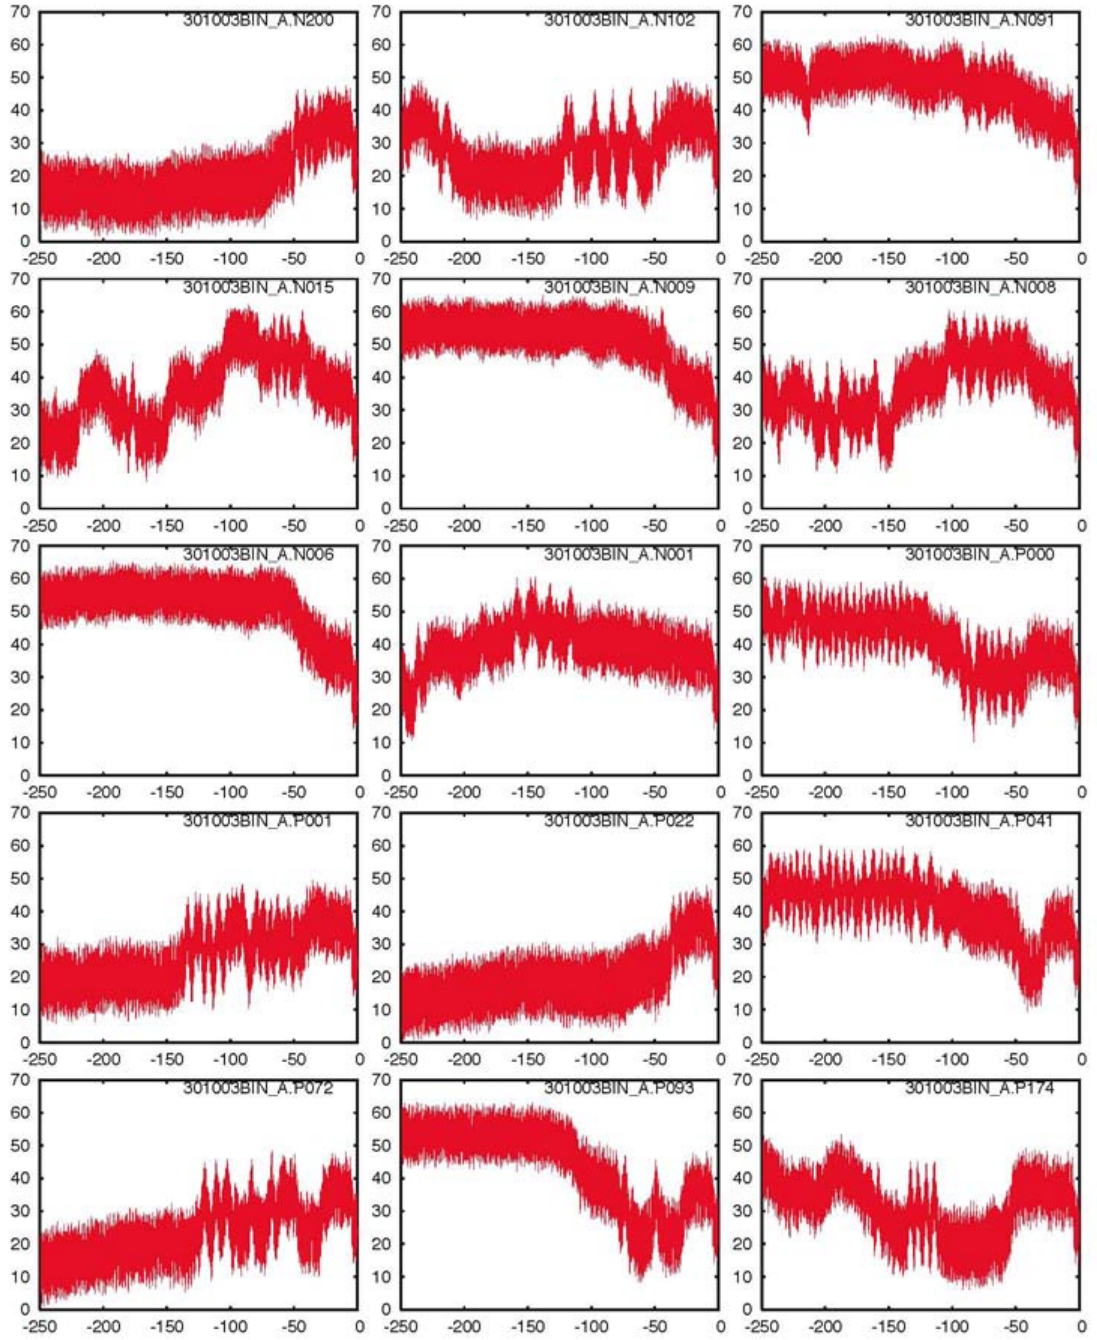 301003BIN_A.N200 301003BIN_A.N102 301003BIN_A.N091
70 70 70
60 60 60
50 50 50
40 40 40
30 30 30
20 20 20
10 10 10
0 0 0
-250 -200 -150 -100 -50 0 -250 -200 -150 -100 -50 0 -250 -200 -150 -100 -50 0
301003BIN_A.N015 301003BIN_A.N009 301003BIN_A.N008
70 70 70
60 60 60
50 50 50
40 40 40
30 30 30
20 20 20
10 10 10
0 0 0
-250 -200 -150 -100 -50 0 -250 -200 -150 -100 -50 0 -250 -200 -150 -100 -50 0
301003BIN_A.N006 301003BIN_A.N001 301003BIN_A.P000
70 70 70
60 60 60
50 50 50
40 40 40
30 30 30
20 20 20
10 10 10
0 0 0
-250 -200 -150 -100 -50 0 -250 -200 -150 -100 -50 0 -250 -200 -150 -100 -50 0
301003BIN_A.P001 301003BIN_A.P022 301003BIN_A.P041
70 70 70
60 60 60
50 50 50
40 40 40
30 30 30
20 20 20
10 10 10
0 0 0
-250 -200 -150 -100 -50 0 -250 -200 -150 -100 -50 0 -250 -200 -150 -100 -50 0
301003BIN_A.P072 301003BIN_A.P093 301003BIN_A.P174
70 70 70
60 60 60
50 50 50
40 40 40
30 30 30
20 20 20
10 10 10
0 0 0
-250 -200 -150 -100 -50 0 -250 -200 -150 -100 -50 0 -250 -200 -150 -100 -50 0